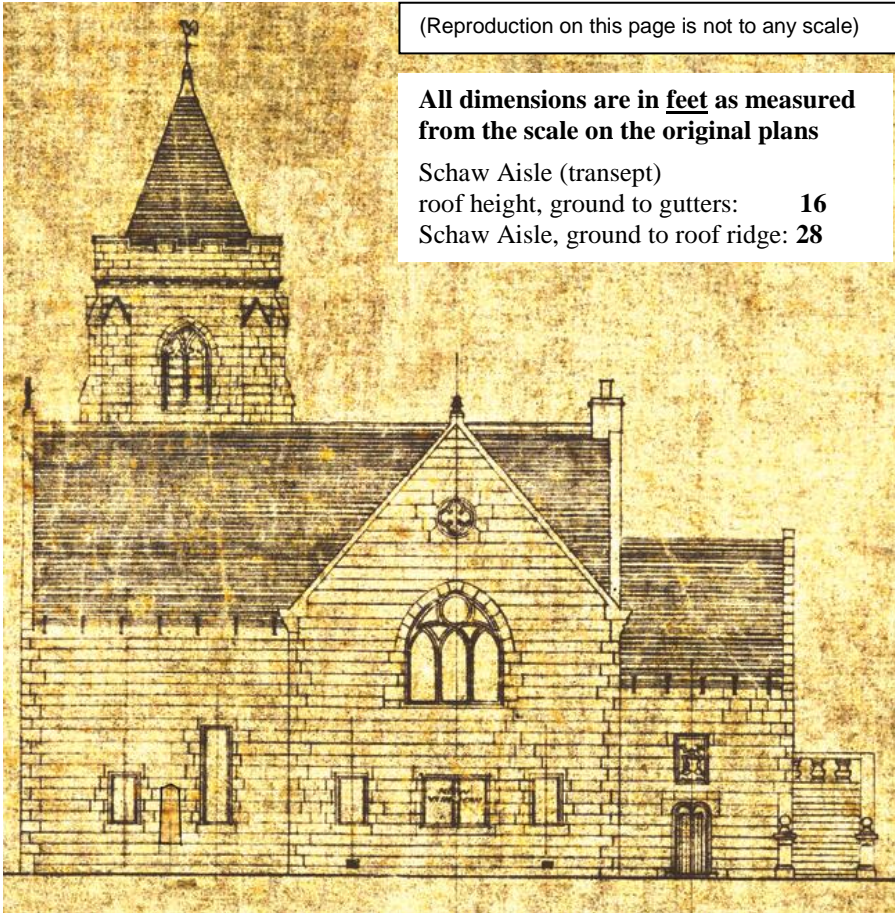 (Reproduction on this page is not to any scale)
All dimensions are in feet as measured
from the scale on the original plans
Schaw Aisle (transept)
roof height, ground to gutters: 16
Schaw Aisle, ground to roof ridge: 28